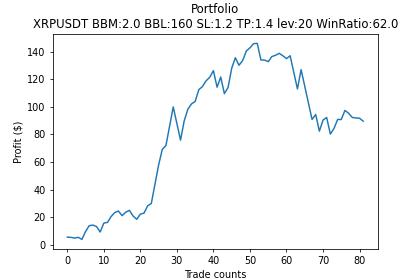 Portfolio
XRPUSDT BBM:2.0 BBL:160 SL:1.2 TP:1.4 lev:20 WinRatio:62.0
140
120
100
80
60
40
20
0
Profit ($)
0 10 20 30 40 50 60 70 80
Trade counts